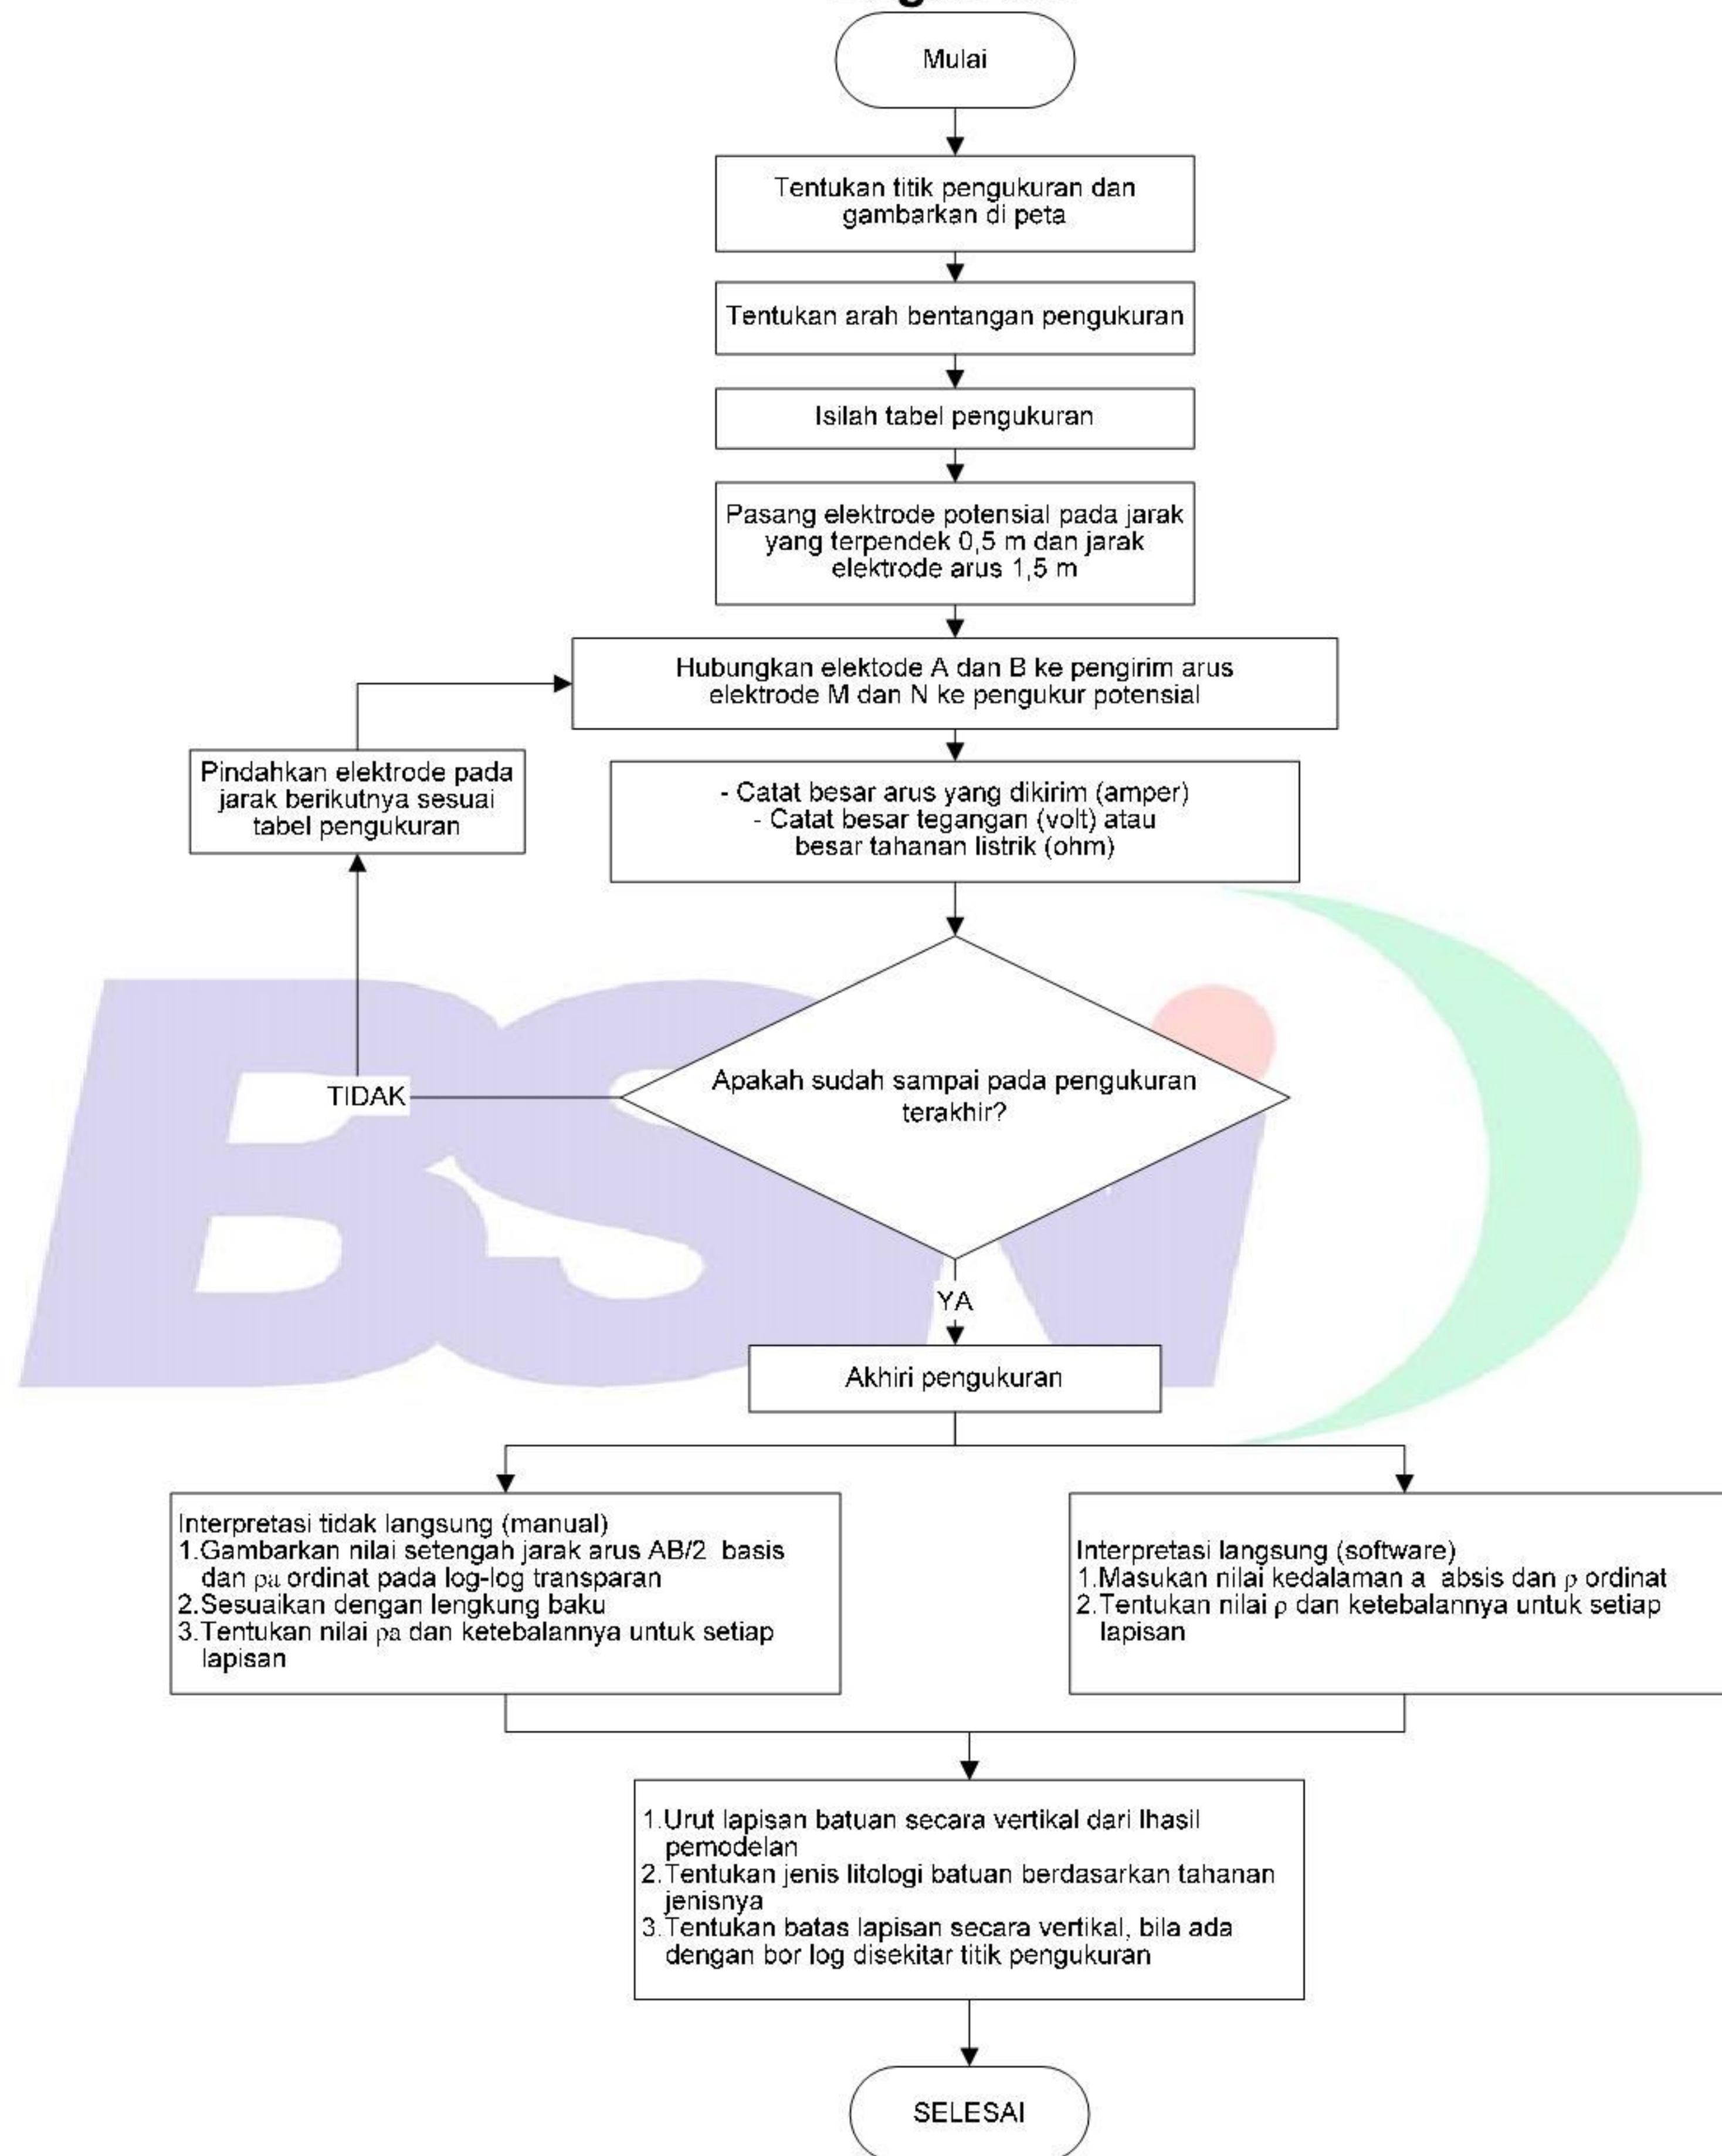 Mulai
Tentukan titik pengukuran dan
gambarkan di peta
Tentukan arah bentangan pengukuran
Isilah tabel pengukuran
Pasang elektrode potensial pada jarak
yang terpendek 0,5 m dan jarak
elektrode arus 1,5 m
Hubungkan elektode A dan B ke pengirim arus
elektrode M dan N ke pengukur potensial
Pindahkan elektrode pada
jarak berikutnya sesuai
tabel pengukuran
- Catat besar arus yang dikirim (amper)
- Catat besar tegangan (volt) atau
besar tahanan listrik (ohm)
Apakah sudah sampai pada pengukuran
terakhir?
TIDAK
YA
Akhiri pengukuran
Interpretasi tidak langsung (manual)
1.Gambarkan nilai setengah jarak arus AB/2 basis
dan ρa ordinat pada log-log transparan
2.Sesuaikan dengan lengkung baku
3.Tentukan nilai ρa dan ketebalannya untuk setiap
lapisan
Interpretasi langsung (software)
1.Masukan nilai kedalaman a absis dan ρ ordinat
2.Tentukan nilai ρ dan ketebalannya untuk setiap
lapisan
1.Urut lapisan batuan secara vertikal dari lhasil
pemodelan
2.Tentukan jenis litologi batuan berdasarkan tahanan
jenisnya
3.Tentukan batas lapisan secara vertikal, bila ada
dengan bor log disekitar titik pengukuran
SELESAI
BSN